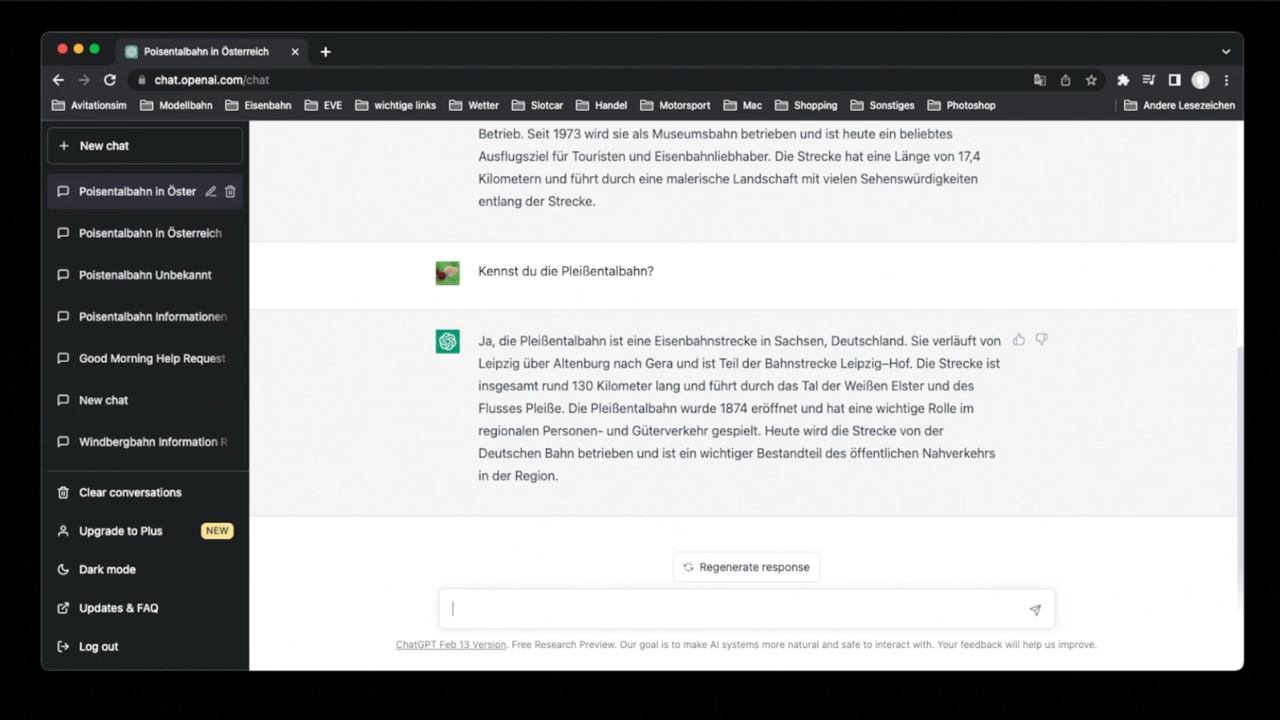 Poisentalbahn in Österreich
chat.openai.com/chat
Avitationsim
Modellbahn
Eisenbahn
EVE
wichtige links
Wetter
Slotcar
Handel
Motorsport
Mac
Shopping
Sonstiges
Photoshop
Andere Lesezeichen
New chat
Poisentalbahn in Öster
Poisentalbahn in Österreich
Poistenalbahn Unbekannt
Poisentalbahn Informationen
Good Morning Help Request
New chat
Windbergbahn Information R
Clear conversations
Upgrade to Plus
NEW
Dark mode
Updates & FAQ
Log out
Betrieb. Seit 1973 wird sie als Museumsbahn betrieben und ist heute ein beliebtes
Ausflugsziel für Touristen und Eisenbahnliebhaber. Die Strecke hat eine Länge von 17,4
Kilometern und führt durch eine malerische Landschaft mit vielen Sehenswürdigkeiten
entlang der Strecke.
Kennst du die Pleißentalbahn?
Ja, die Pleißentalbahn ist eine Eisenbahnstrecke in Sachsen, Deutschland. Sie verläuft von
Leipzig über Altenburg nach Gera und ist Teil der Bahnstrecke Leipzig–Hof. Die Strecke ist
insgesamt rund 130 Kilometer lang und führt durch das Tal der Weißen Elster und des
Flusses Pleiße. Die Pleißentalbahn wurde 1874 eröffnet und hat eine wichtige Rolle im
regionalen Personen- und Güterverkehr gespielt. Heute wird die Strecke von der
Deutschen Bahn betrieben und ist ein wichtiger Bestandteil des öffentlichen Nahverkehrs
in der Region.
Regenerate response
ChatGPT Feb 13 Version. Free Research Preview. Our goal is to make AI systems more natural and safe to interact with. Your feedback will help us improve.